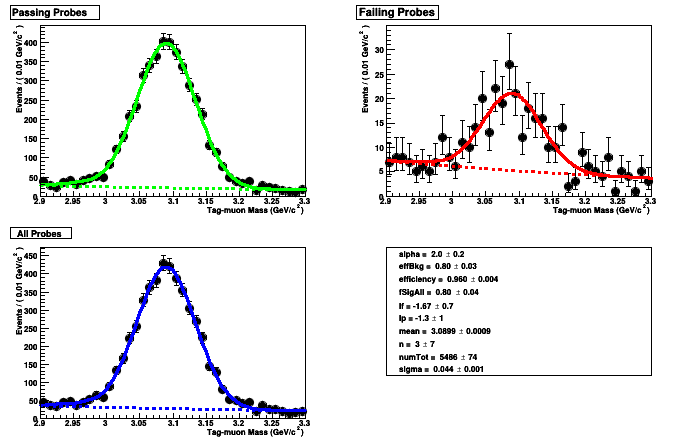 Passing Probes
Events / ( 0.01 GeV/c² )
400
350
300
250
200
150
100
50
0
2.9 2.95 3 3.05 3.1 3.15 3.2 3.25 3.3
Tag-muon Mass (GeV/c²)
Failing Probes
Events / ( 0.01 GeV/c² )
30
25
20
15
10
5
0
2.9 2.95 3 3.05 3.1 3.15 3.2 3.25 3.3
Tag-muon Mass (GeV/c²)
All Probes
Events / ( 0.01 GeV/c² )
450
400
350
300
250
200
150
100
50
0
2.9 2.95 3 3.05 3.1 3.15 3.2 3.25 3.3
Tag-muon Mass (GeV/c²)
alpha = 2.0 ± 0.2
effBkg = 0.80 ± 0.03
efficiency = 0.960 ± 0.004
fSigAll = 0.80 ± 0.04
lf = -1.67 ± 0.7
lp = -1.3 ± 1
mean = 3.0899 ± 0.0009
n = 3 ± 7
numTot = 5486 ± 74
sigma = 0.044 ± 0.001